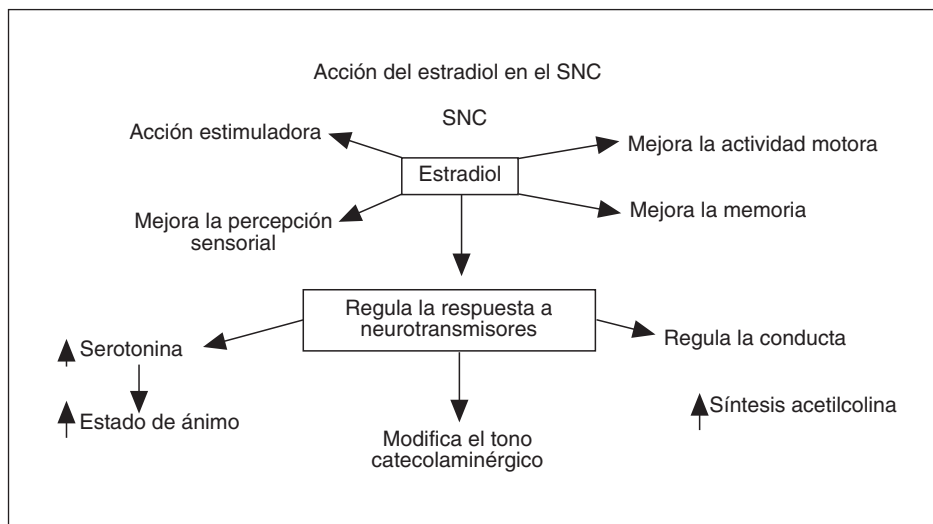 Acción del estradiol en el SNC
SNC
Acción estimuladora
Mejora la actividad motora
Estradiol
Mejora la percepción
sensorial
Mejora la memoria
Regula la respuesta a
neurotransmisores
Serotonina
Regula la conducta
Estado de ánimo
Síntesis acetilcolina
Modifica el tono
catecolaminérgico